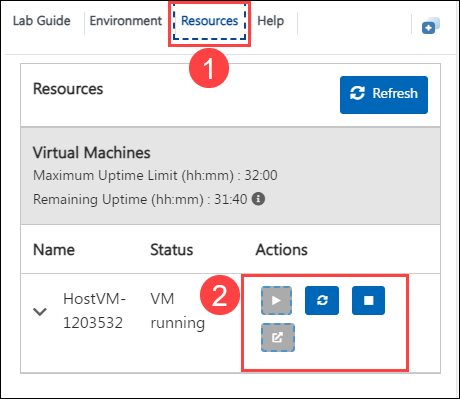 Lab Guide Environment Resources Help
1
Resources
Refresh
Virtual Machines
Maximum Uptime Limit (hh:mm) : 32:00
Remaining Uptime (hh:mm) : 31:40
Name Status Actions
2
HostVM- VM
1203532 running